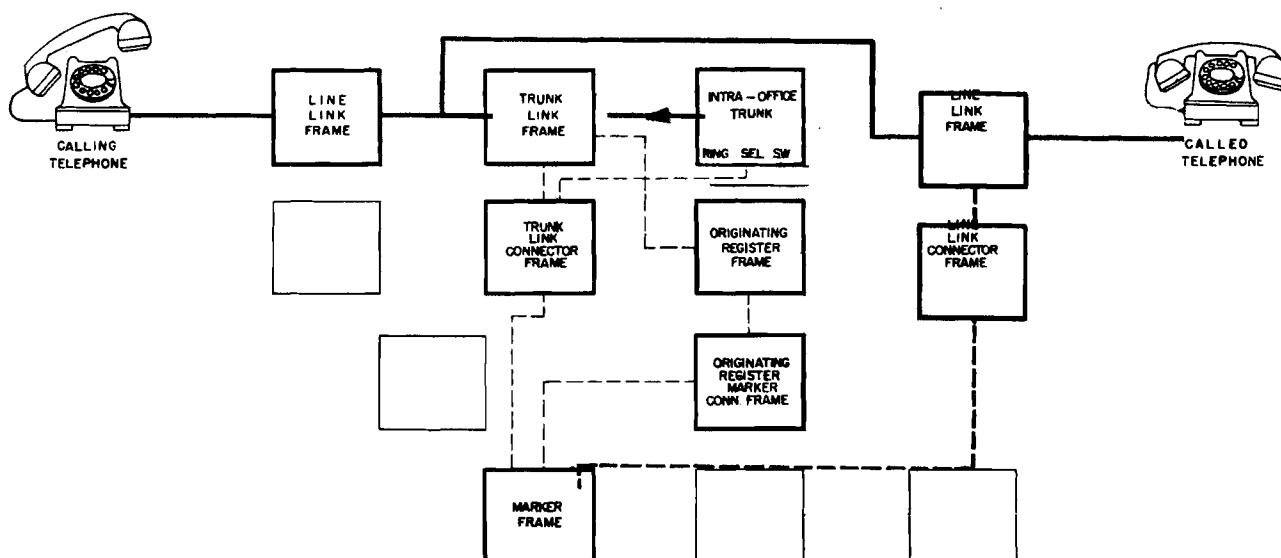 CALLING
TELEPHONE
LINE
LINK
FRAME
TRUNK
LINK
FRAME
INTRA-OFFICE
TRUNK
RING SEL SW
LINE
LINK
FRAME
CALLED
TELEPHONE
TRUNK
LINK
CONNECTOR
FRAME
ORIGINATING
REGISTER
FRAME
LINE
LINK
CONNECTOR
FRAME
ORIGINATING
REGISTER
MARKER
CONN. FRAME
MARKER
FRAME